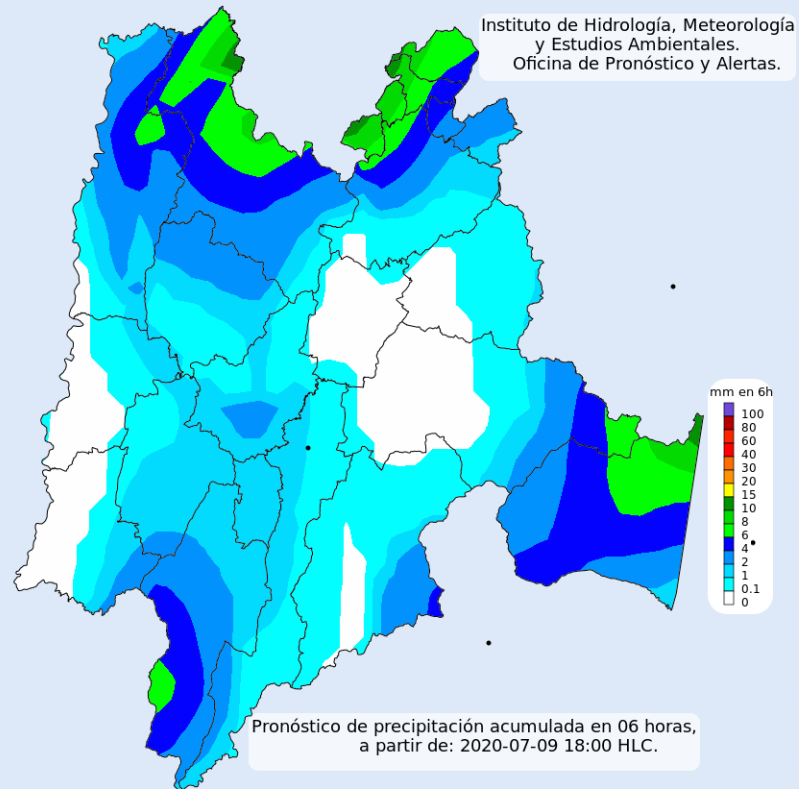 Instituto de Hidrología, Meteorología
y Estudios Ambientales.
Oficina de Pronóstico y Alertas.
mm en 6h
100
80
60
40
30
20
15
10
8
6
4
2
1
0.1
0
Pronóstico de precipitación acumulada en 06 horas,
a partir de: 2020-07-09 18:00 HLC.